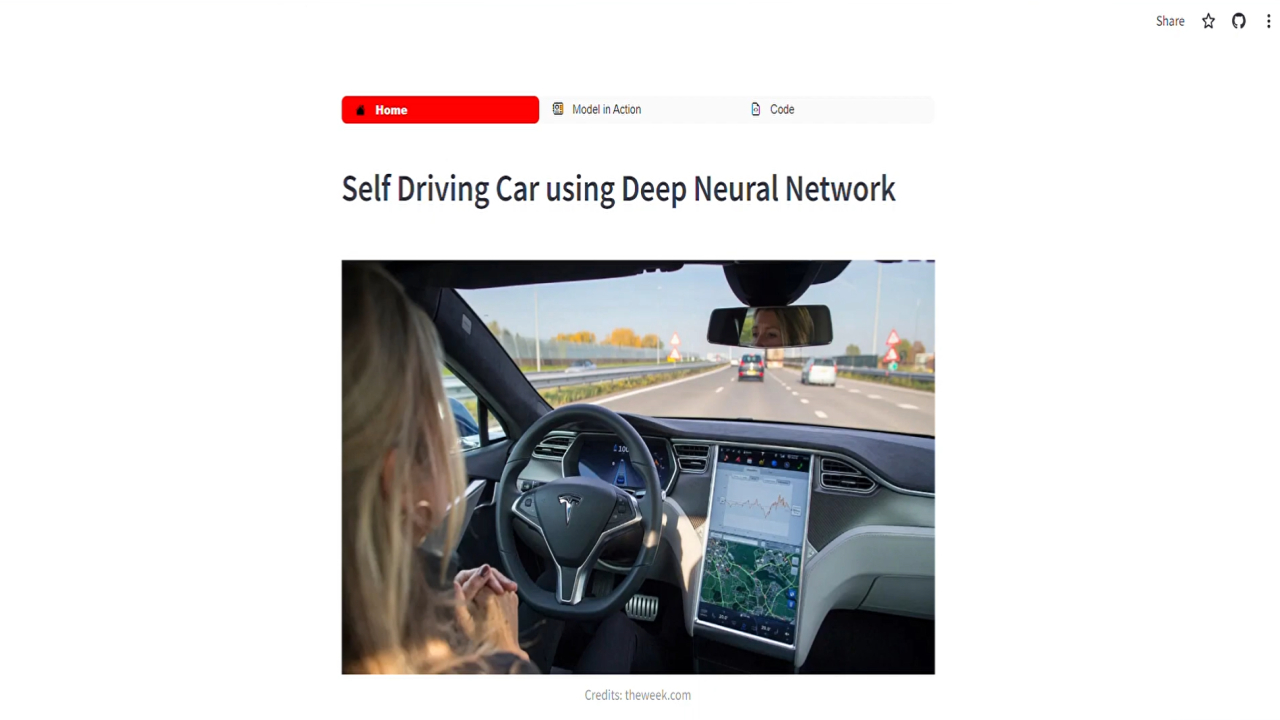 Share
Home
Model in Action
Code
Self Driving Car using Deep Neural Network
Credits: theweek.com